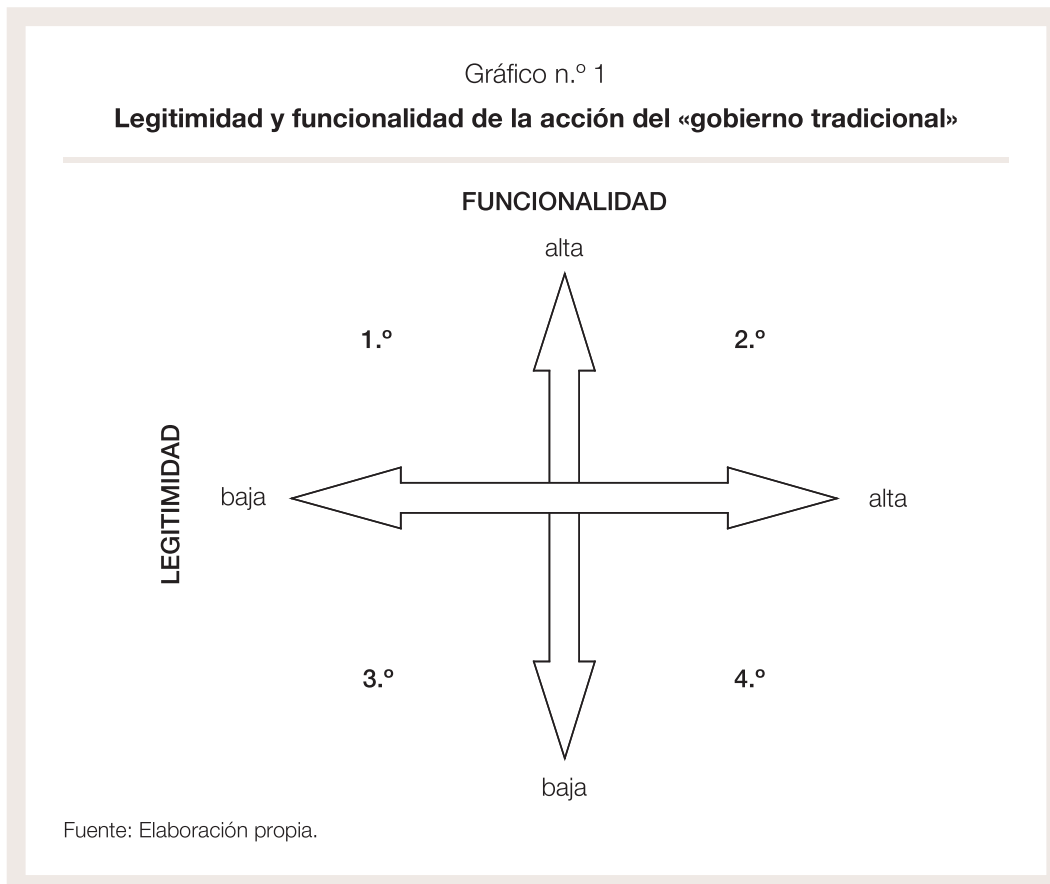 Gráfico n.º 1
Legitimidad y funcionalidad de la acción del «gobierno tradicional»
FUNCIONALIDAD
alta
1.º
2.º
LEGITIMIDAD
baja
alta
3.º
4.º
baja
Fuente: Elaboración propia.